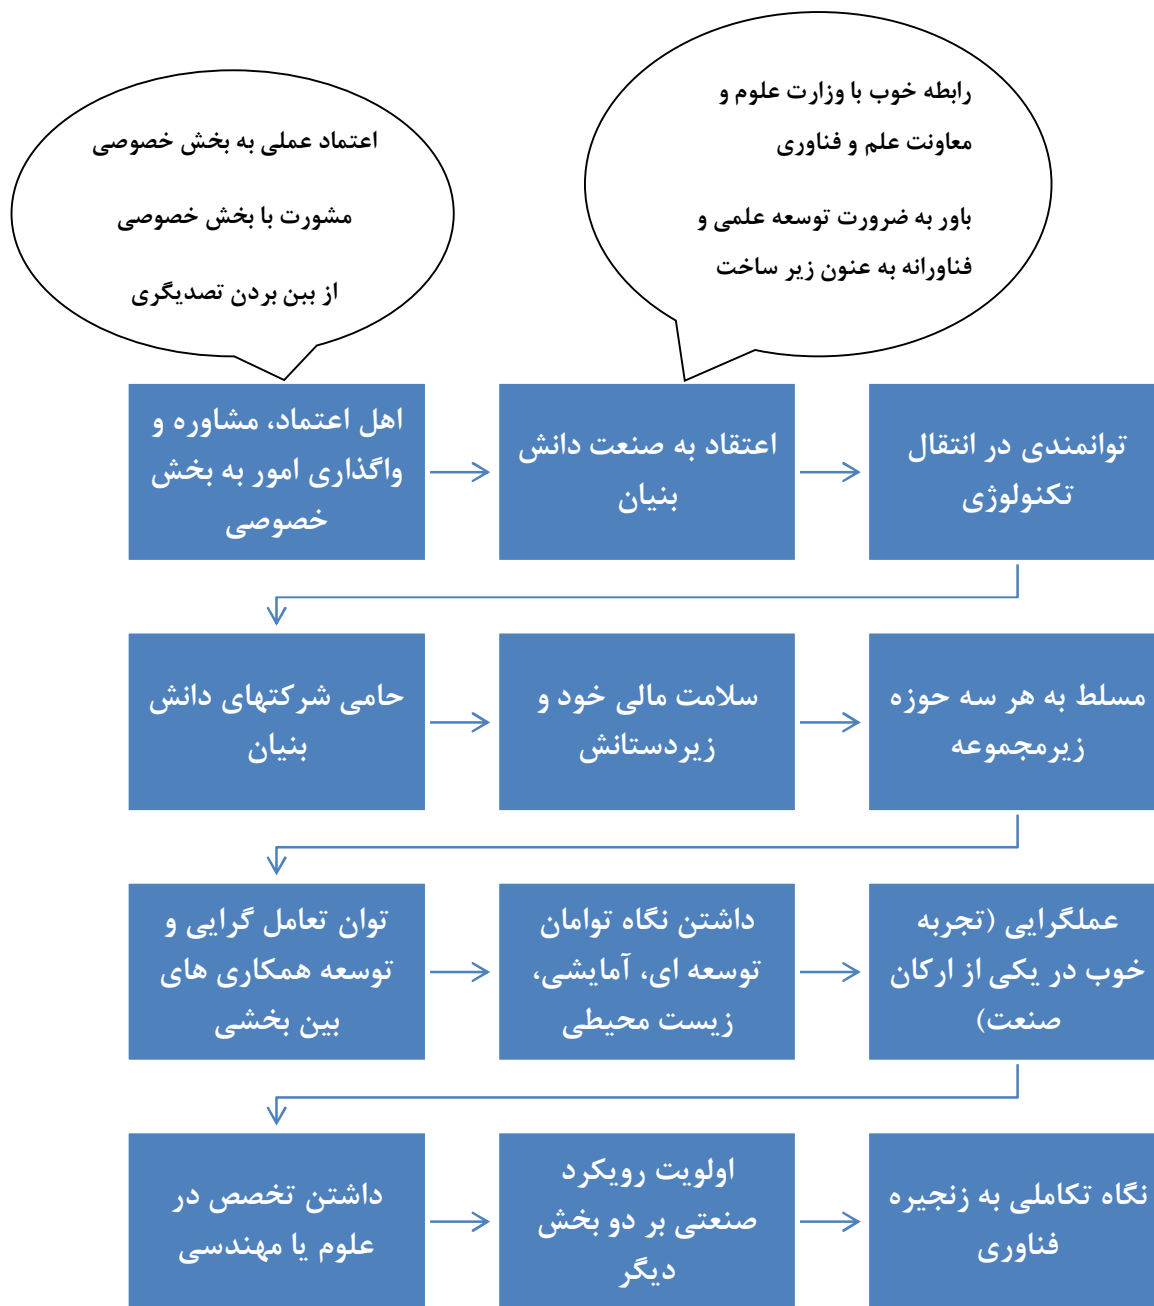 اعتماد عملی به بخش خصوصی
مشورت با بخش خصوصی
از بین بردن تصدیگری
رابطه خوب با وزارت علوم و
معاونت علم و فناوری
باور به ضرورت توسعه علمی و
فناورانه به عنون زیر ساخت
اهل اعتماد، مشاوره و
واگذاری امور به بخش
خصوصی
اعتقاد به صنعت دانش
بنیان
توانمندی در انتقال
تکنولوژی
حامی شرکتهای دانش
بنیان
سلامت مالی خود و
زیردستانش
مسلط به هر سه حوزه
زیرمجموعه
توان تعامل گرایی و
توسعه همکاری های
بین بخشی
داشتن نگاه توامان
توسعه ای، آمایشی،
زیست محیطی
عملگرایی (تجربه
خوب در یکی از ارکان
صنعت)
داشتن تخصص در
علوم یا مهندسی
اولویت رویکرد
صنعتی بر دو بخش
دیگر
نگاه تکاملی به زنجیره
فناوری